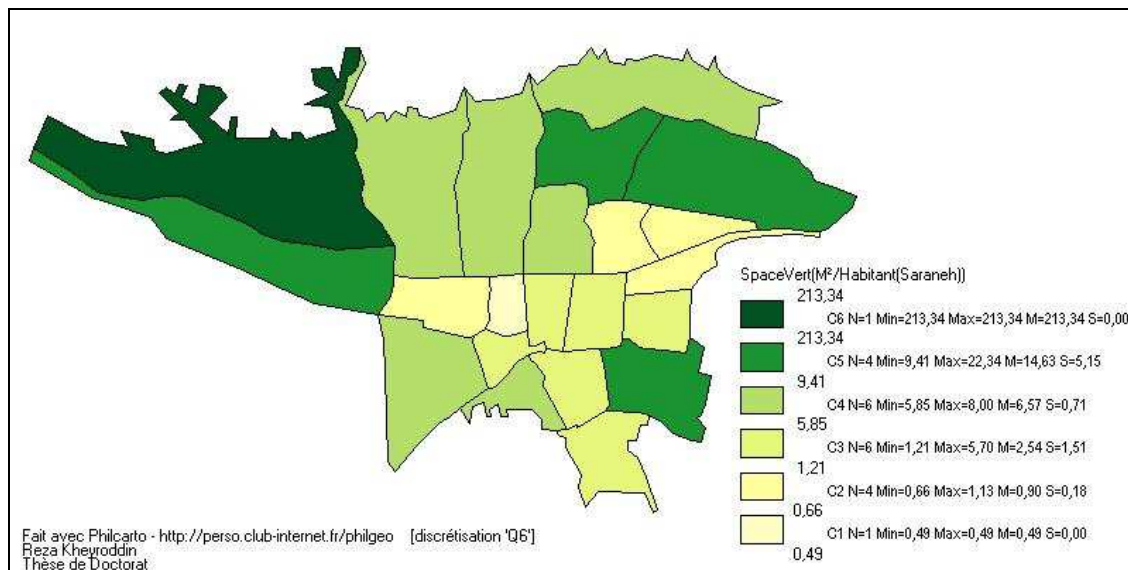 SpaceVert(M²/Habitant(Saraneh))
213,34
C6 N=1 Min=213,34 Max=213,34 M=213,34 S=0,00
213,34
C5 N=4 Min=9,41 Max=22,34 M=14,63 S=5,15
9,41
C4 N=6 Min=5,85 Max=8,00 M=6,57 S=0,71
5,85
C3 N=6 Min=1,21 Max=5,70 M=2,54 S=1,51
1,21
C2 N=4 Min=0,66 Max=1,13 M=0,90 S=0,18
0,66
C1 N=1 Min=0,49 Max=0,49 M=0,49 S=0,00
0,49
Fait avec Philcarto - http://perso.club-internet.fr/philgeo [discrétisation 'Q6']
Reza Kheyroddin
Thèse de Doctorat